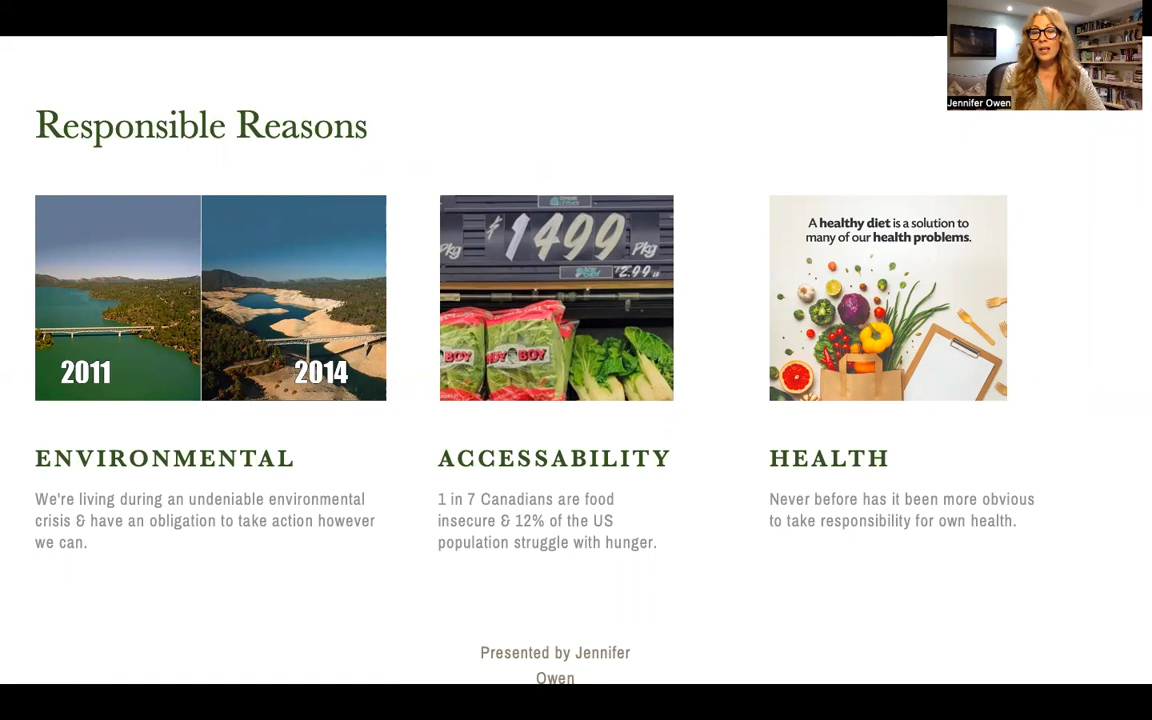 Jennifer Owen
Responsible Reasons
2011
2014
$1499
Pkg
Pkg
$2.99
BOY
BOY
A healthy diet is a solution to
many of our health problems.
ENVIRONMENTAL
We're living during an undeniable environmental
crisis & have an obligation to take action however
we can.
ACCESSABILITY
1 in 7 Canadians are food
insecure & 12% of the US
population struggle with hunger.
HEALTH
Never before has it been more obvious
to take responsibility for own health.
Presented by Jennifer
Owen